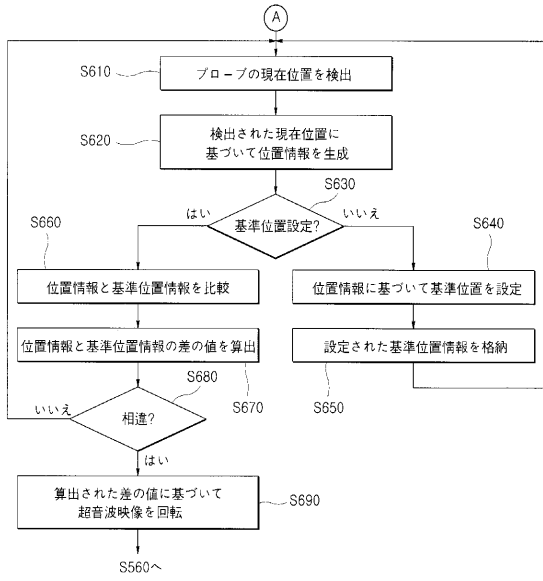 A
S610
プローブの現在位置を検出
S620
検出された現在位置に
基づいて位置情報を生成
S630
はい
基準位置設定?
いいえ
S660
S640
位置情報と基準位置情報を比較
位置情報に基づいて基準位置を設定
位置情報と基準位置情報の差の値を算出
設定された基準位置情報を格納
S680
S670
S650
いいえ
相違?
はい
算出された差の値に基づいて
超音波映像を回転
S690
S560へ